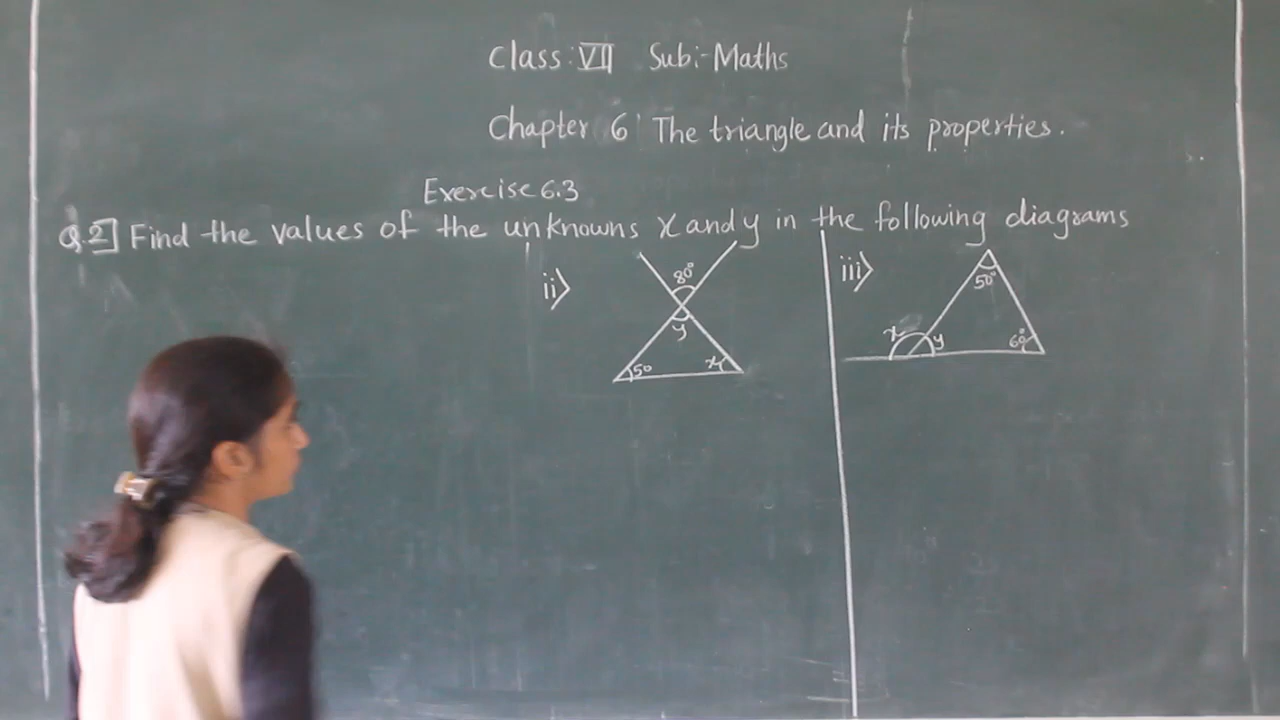 Class: VII Sub:-Maths
Chapter 6 The triangle and its properties.
Exercise 6.3
Q.2] Find the values of the unknowns x and y in the following diagrams
ii> 80° y 50 x
iii> 50° x y 60°